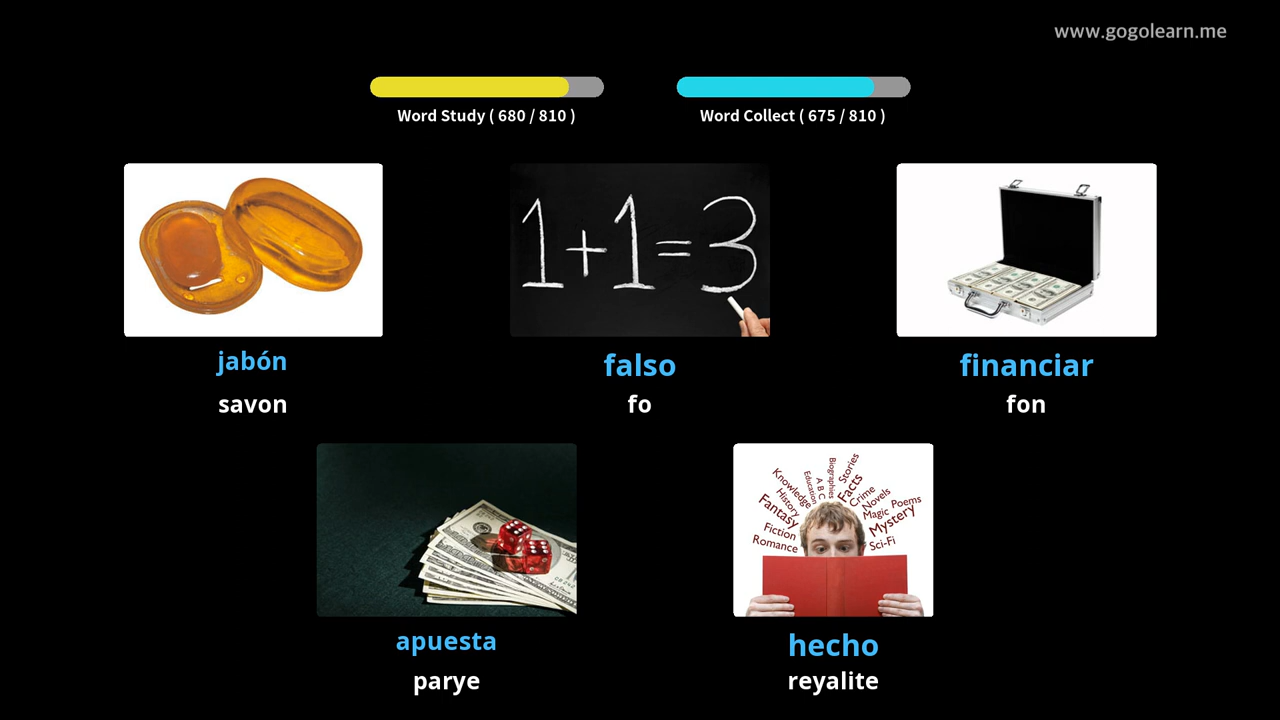 www.gogolearn.me
Word Study ( 680 / 810 )
Word Collect ( 675 / 810 )
1+1=3
jabón
falso
financiar
savon
fo
fon
Stories
Biographies
Knowledge
Education
A B C
Facts
Crime
History
Novels
Poems
Fantasy
Magic
Mystery
Fiction
Romance
Sci-Fi
apuesta
hecho
parye
reyalite